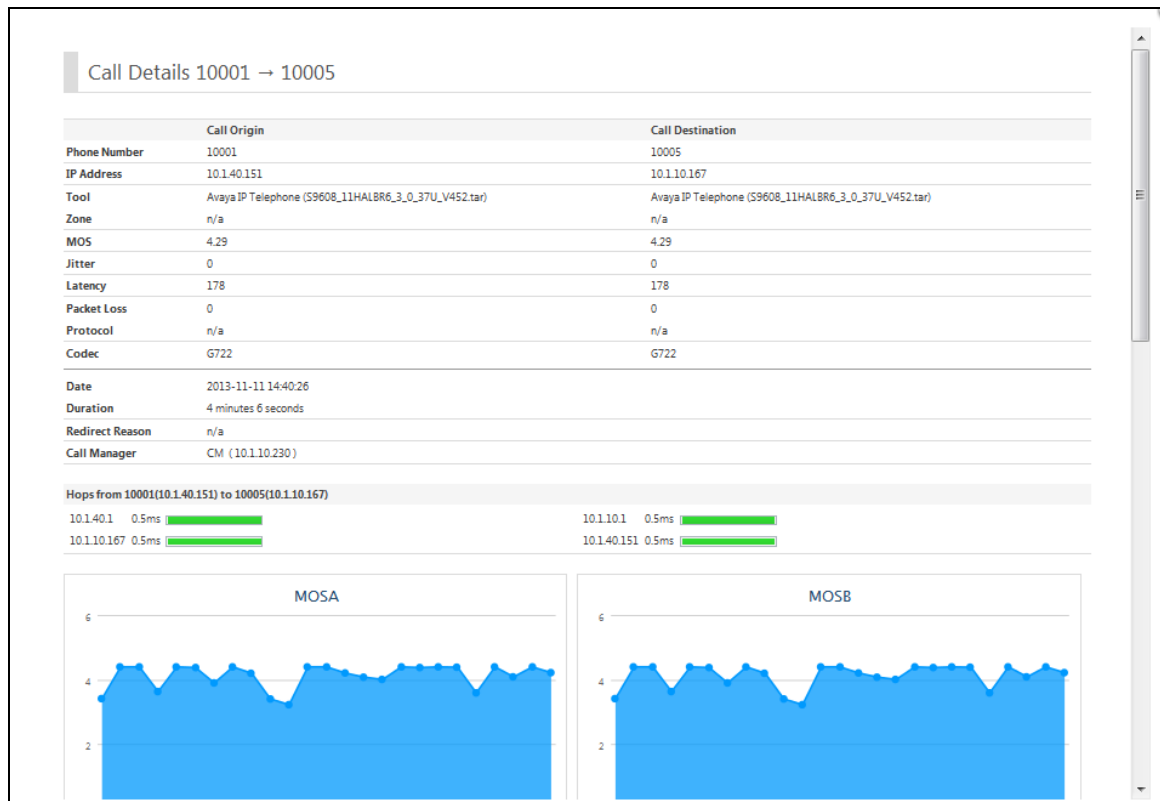 Call Details 10001 → 10005
Call Origin Call Destination
Phone Number 10001 10005
IP Address 10.1.40.151 10.1.10.167
Tool Avaya IP Telephone (S9608_11HALBR6_3_0_37U_V452.tar) Avaya IP Telephone (S9608_11HALBR6_3_0_37U_V452.tar)
Zone n/a n/a
MOS 4.29 4.29
Jitter 0 0
Latency 178 178
Packet Loss 0 0
Protocol n/a n/a
Codec G722 G722
Date 2013-11-11 14:40:26
Duration 4 minutes 6 seconds
Redirect Reason n/a
Call Manager CM ( 10.1.10.230 )
Hops from 10001(10.1.40.151) to 10005(10.1.10.167)
10.1.40.1 0.5ms 10.1.10.1 0.5ms
10.1.10.167 0.5ms 10.1.40.151 0.5ms
MOSA MOSB
6 6
4 4
2 2